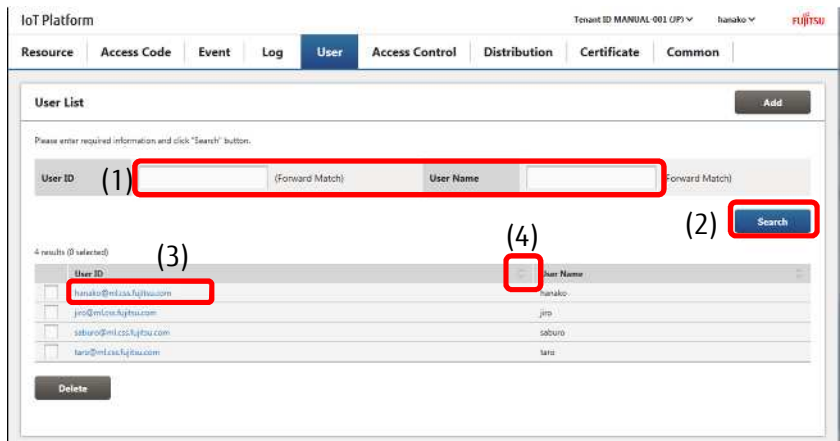 IoT Platform Tenant ID MANUAL-001 (JP) hanako FUJITSU
Resource Access Code Event Log User Access Control Distribution Certificate Common
User List Add
Please enter required information and click "Search" button.
User ID (1) (Forward Match) User Name Forward Match)
(2) Search
4 results (0 selected) (3) (4)
User ID User Name
hanako@ml.css.fujitsu.com hanako
jiro@ml.css.fujitsu.com jiro
saburo@ml.css.fujitsu.com saburo
taro@ml.css.fujitsu.com taro
Delete